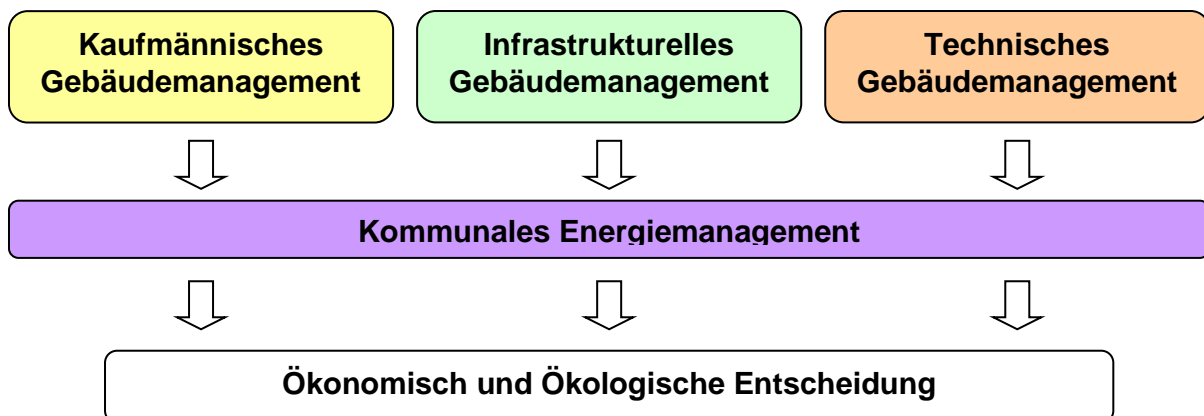 Kaufmännisches
Gebäudemanagement
Infrastrukturelles
Gebäudemanagement
Technisches
Gebäudemanagement
Kommunales Energiemanagement
Ökonomisch und Ökologische Entscheidung